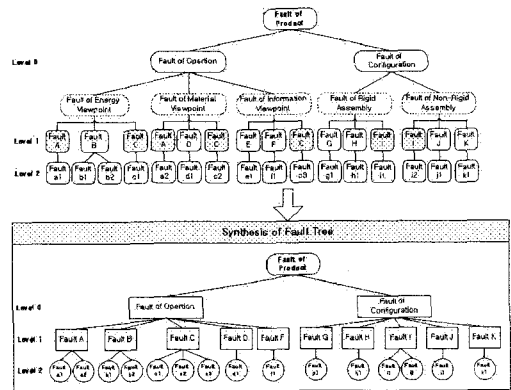 Fault of
Product
Level 0
Fault of Opertion
Fault of
Configuration
Fault of Energy
Viewpoint
Fault of Material
Viewpoint
Fault of Information
Viewpoint
Fault of Rigid
Assembly
Fault of Non-Rigid
Assembly
Level 1
Fault
A
Fault
B
Fault
C
Fault
A
Fault
D
Fault
Fault
E
Fault
F
Fault
C
Fault
G
Fault
H
Fault
Fault
I
Fault
J
Fault
K
Level 2
Fault
a1
Fault
b1
Fault
b2
Fault
c1
Fault
a2
Fault
d1
Fault
c2
Fault
e1
Fault
f1
Fault
c3
Fault
g1
Fault
h1
Fault
i1
Fault
i2
Fault
j1
Fault
k1
Synthesis of Fault Tree
Fault of
Product
Level 0
Fault of Opertion
Fault of
Configuration
Level 1
Fault A
Fault B
Fault C
Fault D
Fault F
Fault G
Fault H
Fault I
Fault J
Fault K
Level 2